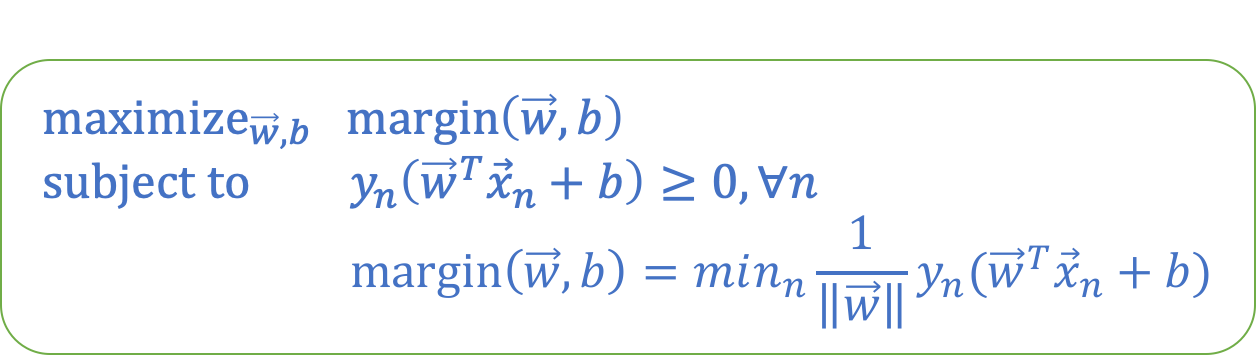 maximize_{\vec{w},b} margin(\vec{w}, b)
subject to y_n(\vec{w}^T\vec{x}_n + b) ≥ 0, ∀n
margin(\vec{w}, b) = min_n \frac{1}{‖\vec{w}‖} y_n(\vec{w}^T\vec{x}_n + b)